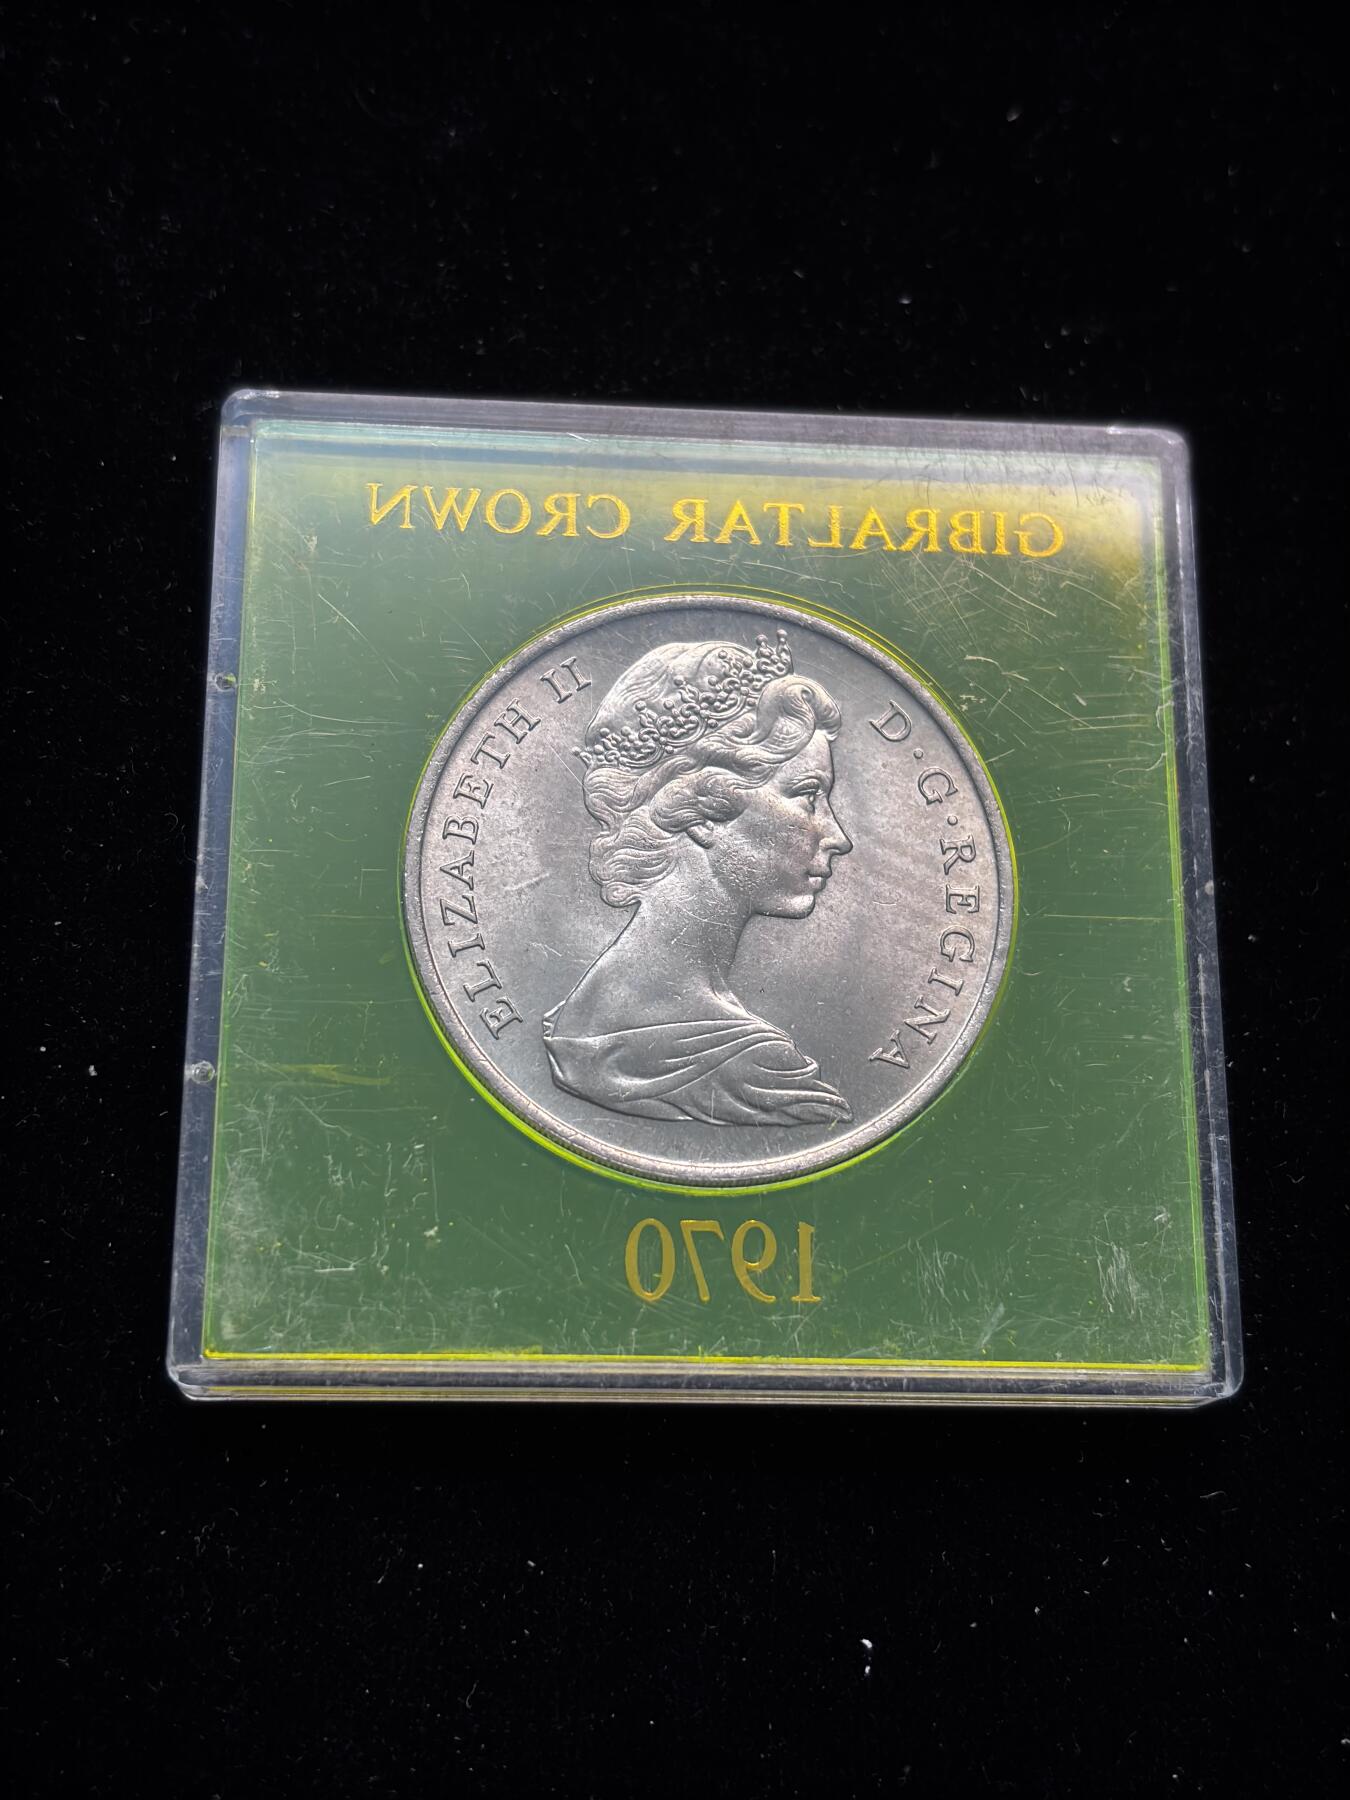 GIBRALTAR CROWN
ELIZABETH II
D·G·REGINA
1970